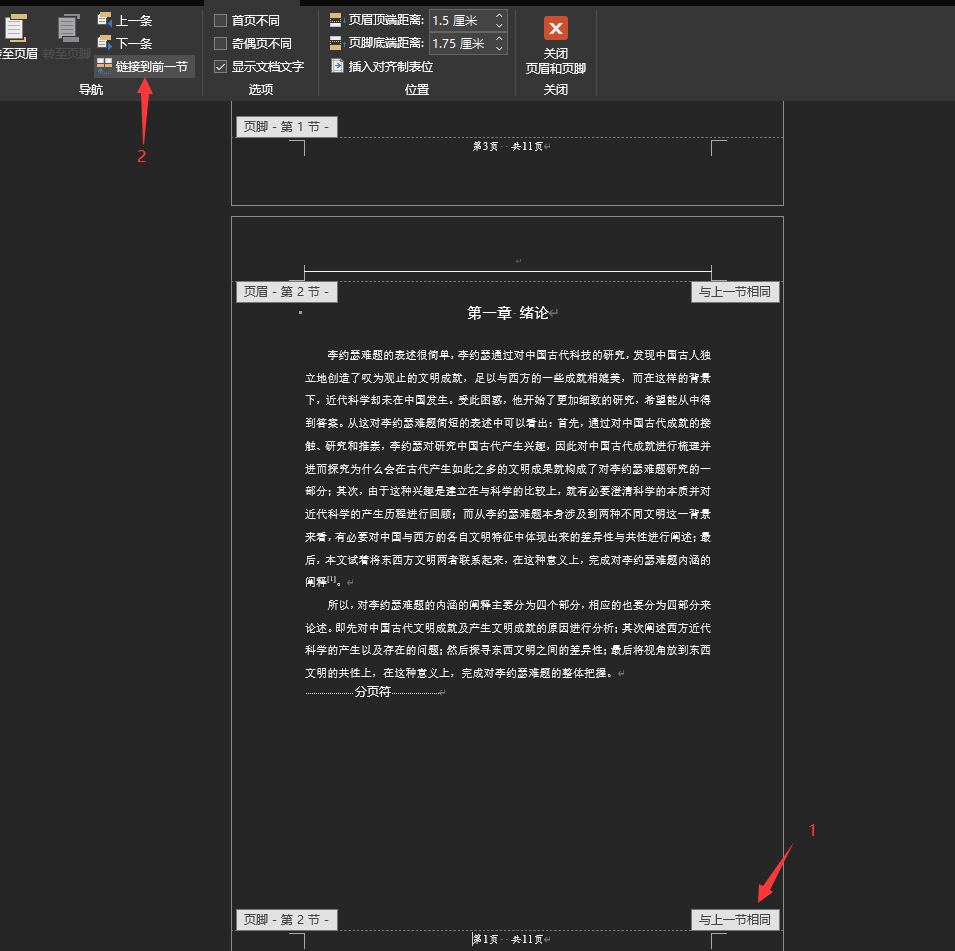 上一条
首页不同
页眉顶端距离: 1.5 厘米
转至页眉 转至页脚
下一条
奇偶页不同
页脚底端距离: 1.75 厘米
关闭
页眉和页脚
链接到前一节
显示文档文字
插入对齐制表位
导航
选项
位置
关闭
2
页脚 - 第 1 节 -
第3页 共11页
页眉 - 第 2 节 -
与上一节相同
第一章 绪论
李约瑟难题的表述很简单,李约瑟通过对中国古代科技的研究,发现中国古人独
立地创造了叹为观止的文明成就，足以与西方的一些成就相媲美，而在这样的背景
下，近代科学却未在中国发生。受此困惑，他开始了更加细致的研究，希望能从中得
到答案。从这对李约瑟难题简短的表述中可以看出：首先，通过对中国古代成就的接
触、研究和推崇，李约瑟对研究中国古代产生兴趣，因此对中国古代成就进行梳理并
进而探究为什么会在古代产生如此之多的文明成果就构成了对李约瑟难题研究的一
部分；其次，由于这种兴趣是建立在与科学的比较上，就有必要澄清科学的本质并对
近代科学的产生历程进行回顾；而从李约瑟难题本身涉及到两种不同文明这一背景
来看，有必要对中国与西方的各自文明特征中体现出来的差异性与共性进行阐述；最
后，本文试着将东西方文明两者联系起来，在这种意义上，完成对李约瑟难题内涵的
阐释[1]。
所以，对李约瑟难题的内涵的阐释主要分为四个部分，相应的也要分为四部分来
论述。即先对中国古代文明成就及产生文明成就的原因进行分析；其次阐述西方近代
科学的产生以及存在的问题；然后探寻东西文明之间的差异性；最后将视角放到东西
文明的共性上，在这种意义上，完成对李约瑟难题的整体把握。
分页符
1
页脚 - 第 2 节 -
与上一节相同
第1页 共11页